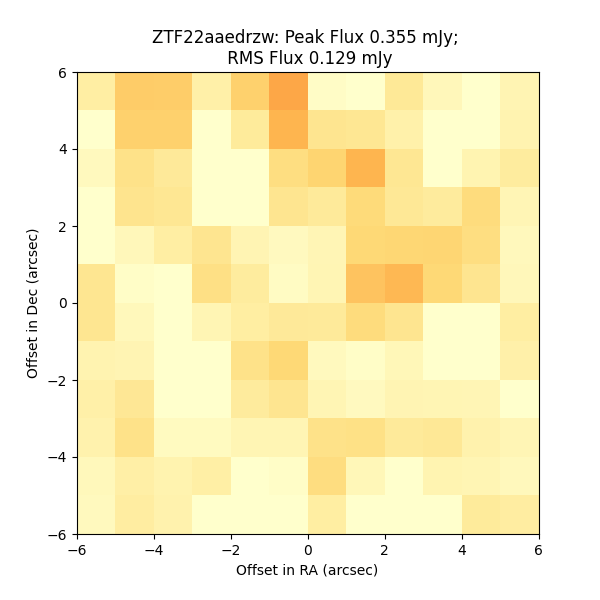 ZTF22aaedrzw: Peak Flux 0.355 mJy;
RMS Flux 0.129 mJy
6
4
2
0
−2
−4
−6
Offset in Dec (arcsec)
−6 −4 −2 0 2 4 6
Offset in RA (arcsec)